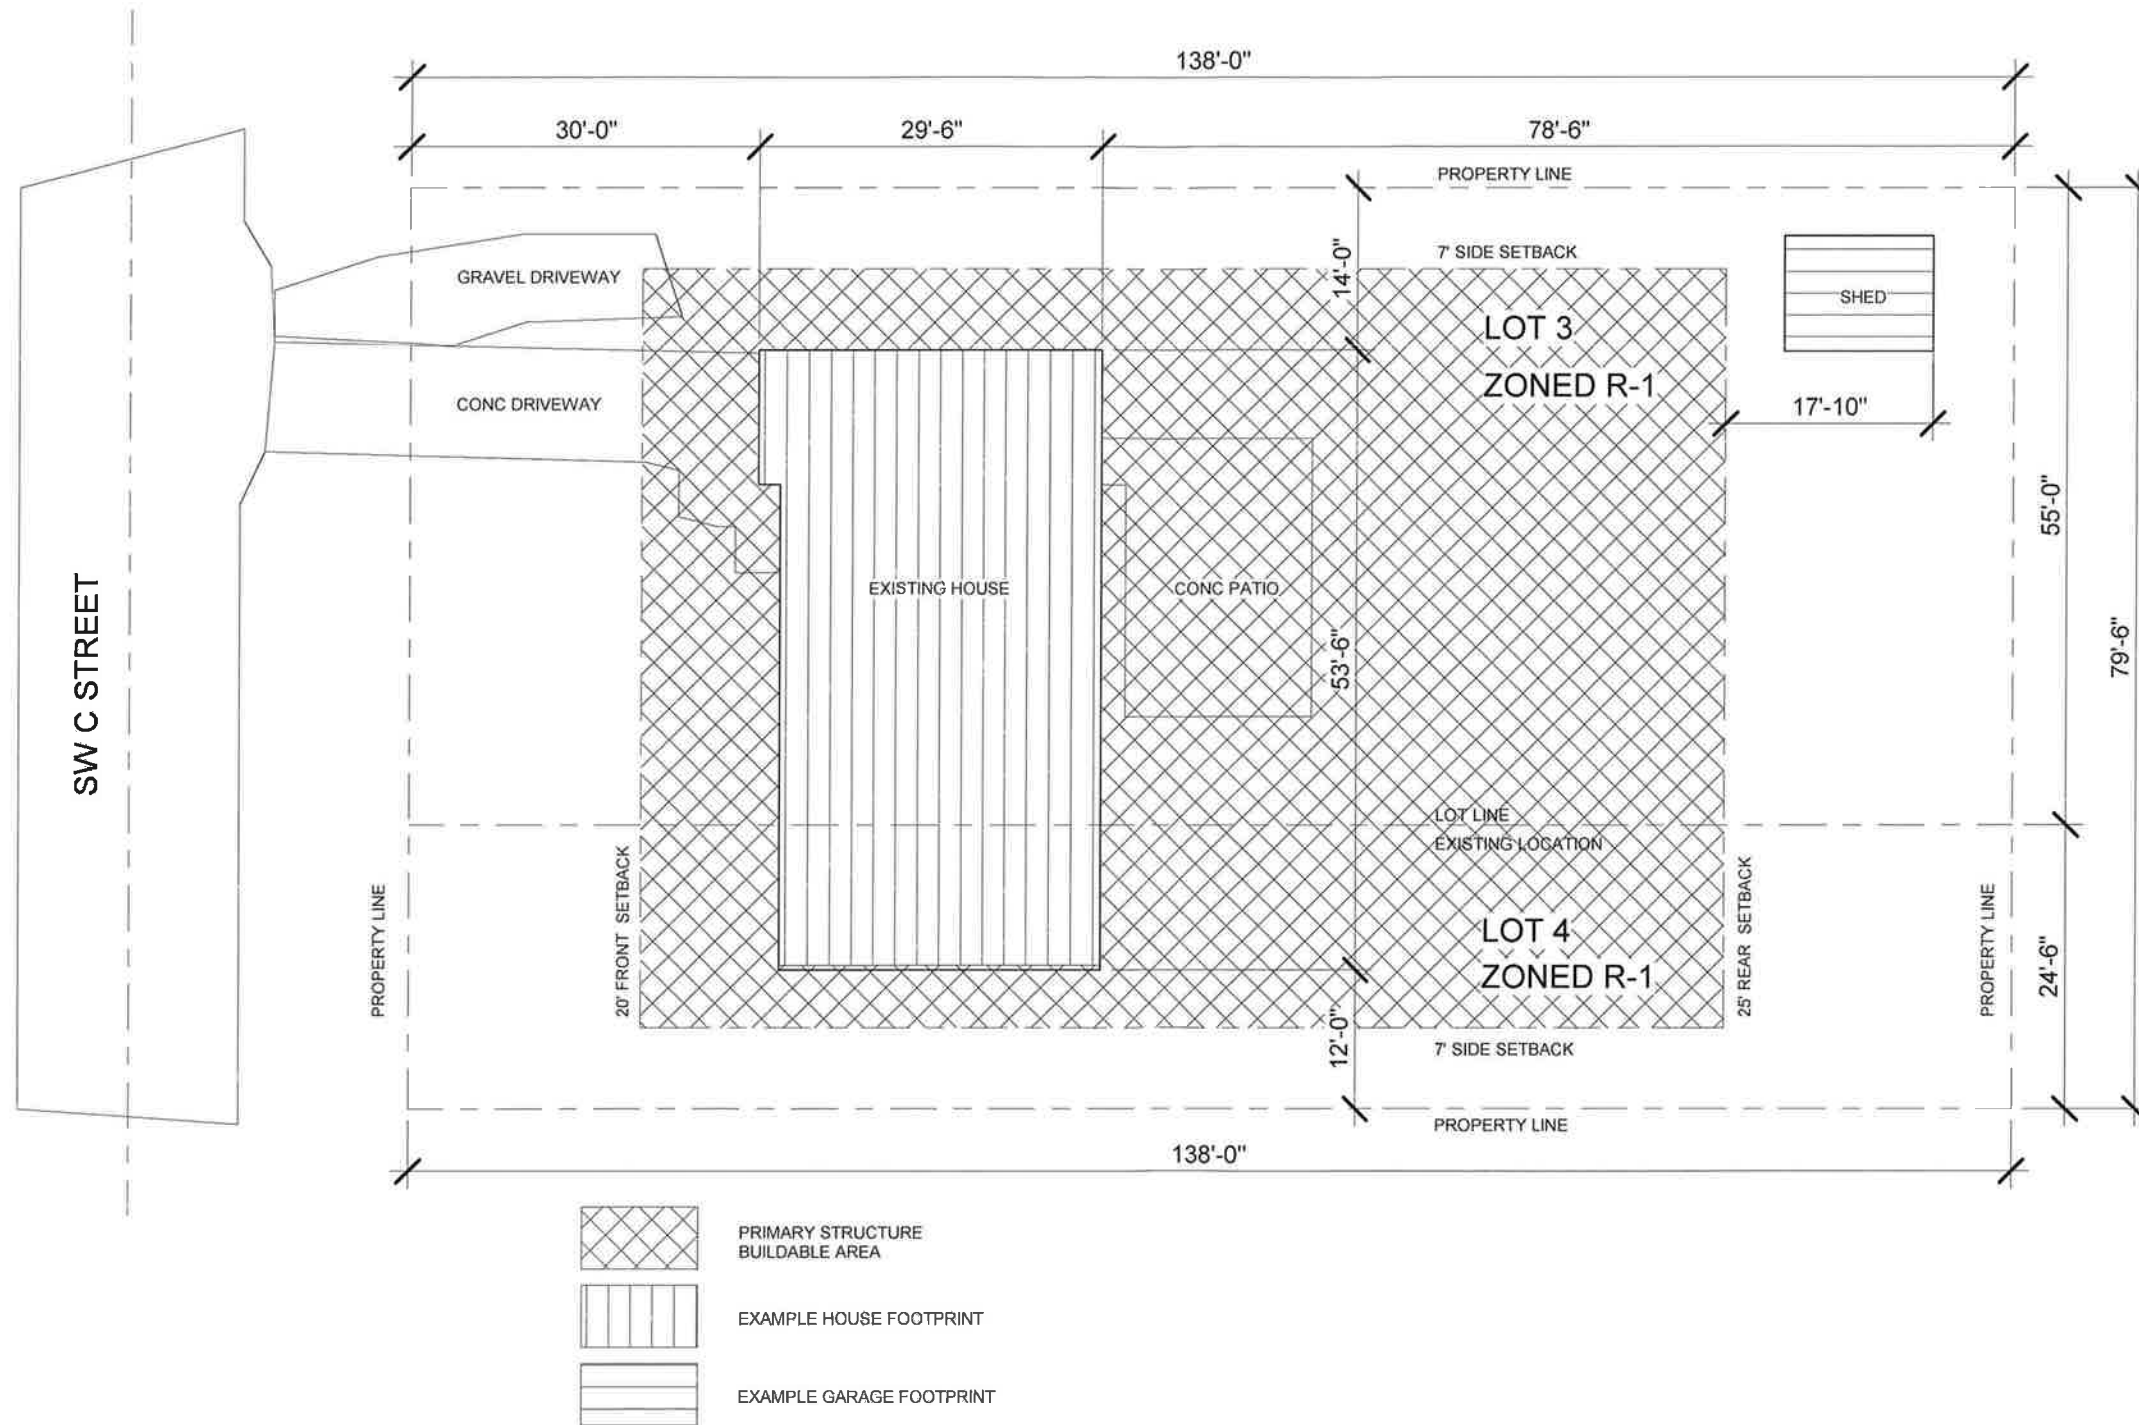 138'-0"
30'-0"
29'-6"
78'-6"
PROPERTY LINE
7' SIDE SETBACK
14'-0"
GRAVEL DRIVEWAY
SHED
LOT 3
ZONED R-1
CONC DRIVEWAY
17'-10"
55'-0"
EXISTING HOUSE
CONC PATIO
53'-6"
79'-6"
SW C STREET
LOT LINE
EXISTING LOCATION
PROPERTY LINE
20' FRONT SETBACK
LOT 4
ZONED R-1
25' REAR SETBACK
PROPERTY LINE
24'-6"
12'-0"
7' SIDE SETBACK
PROPERTY LINE
138'-0"
PRIMARY STRUCTURE
BUILDABLE AREA
EXAMPLE HOUSE FOOTPRINT
EXAMPLE GARAGE FOOTPRINT